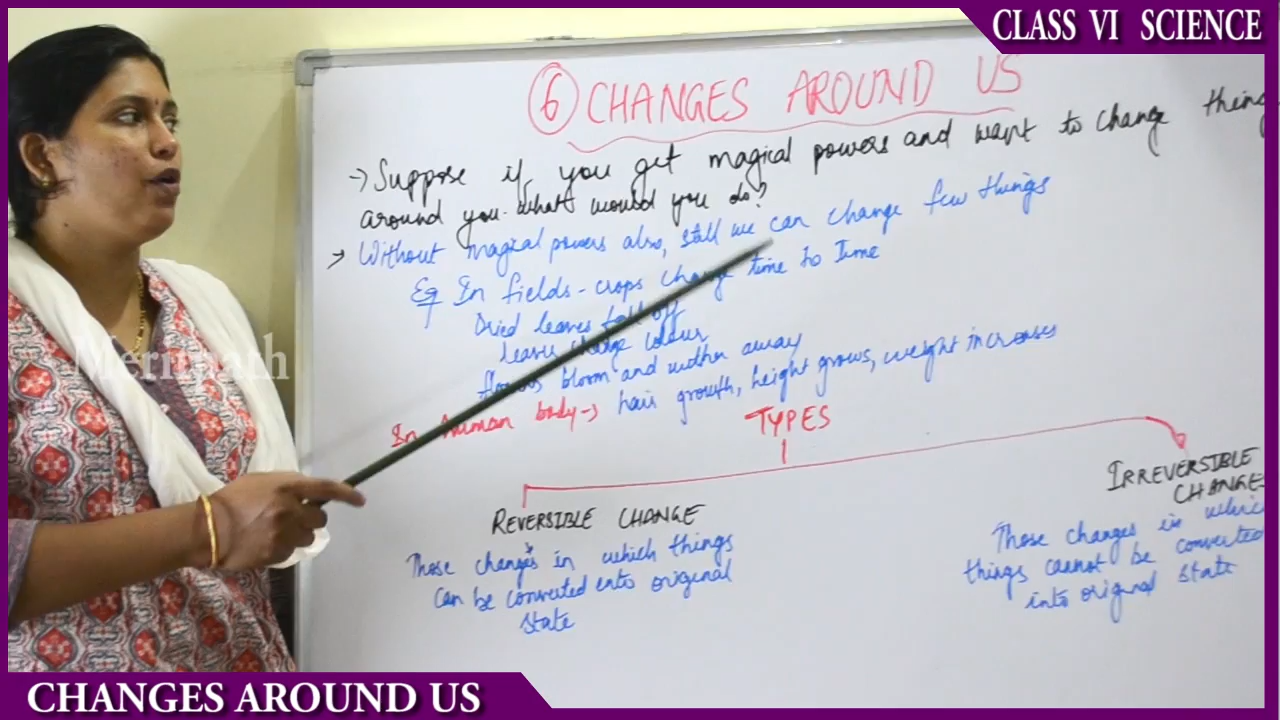 CLASS VI SCIENCE
6 CHANGES AROUND US
→ Suppose if you get magical powers and want to change
around you. what would you do?
→ Without magical powers also, still we can change few things
Eg In fields - crops change time to Time
Dried leaves fall off
leaves change colour
flowers bloom and wither away
In human body → hair growth, height grows, weight increases
TYPES
REVERSIBLE CHANGE
Those changes in which things
can be converted into original
state
IRREVERSIBLE
CHANGES
Those changes in which
things cannot be converted
into original state
Meritpath
CHANGES AROUND US